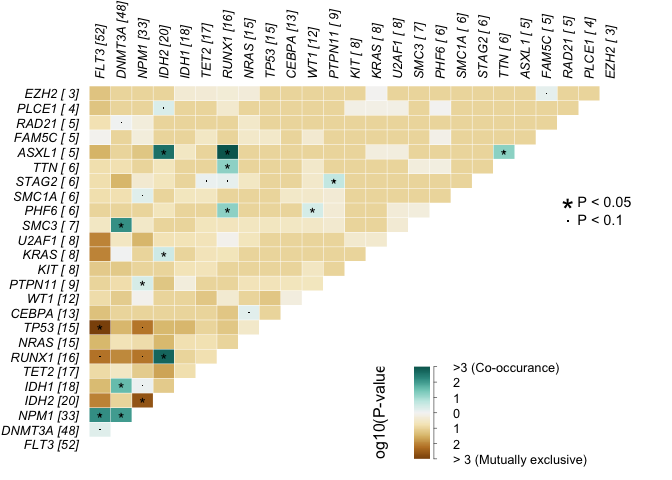 FLT3 [52]
DNMT3A [48]
NPM1 [33]
IDH2 [20]
IDH1 [18]
TET2 [17]
RUNX1 [16]
NRAS [15]
TP53 [15]
CEBPA [13]
WT1 [12]
PTPN11 [ 9]
KIT [ 8]
KRAS [ 8]
U2AF1 [ 8]
SMC3 [ 7]
PHF6 [ 6]
SMC1A [ 6]
STAG2 [ 6]
TTN [ 6]
ASXL1 [ 5]
FAM5C [ 5]
RAD21 [ 5]
PLCE1 [ 4]
EZH2 [ 3]
EZH2 [ 3]
PLCE1 [ 4]
RAD21 [ 5]
FAM5C [ 5]
ASXL1 [ 5]
TTN [ 6]
STAG2 [ 6]
SMC1A [ 6]
PHF6 [ 6]
SMC3 [ 7]
U2AF1 [ 8]
KRAS [ 8]
KIT [ 8]
PTPN11 [ 9]
WT1 [12]
CEBPA [13]
TP53 [15]
NRAS [15]
RUNX1 [16]
TET2 [17]
IDH1 [18]
IDH2 [20]
NPM1 [33]
DNMT3A [48]
FLT3 [52]
* P < 0.05
· P < 0.1
og10(P-value
>3 (Co-occurance)
2
1
0
1
2
> 3 (Mutually exclusive)